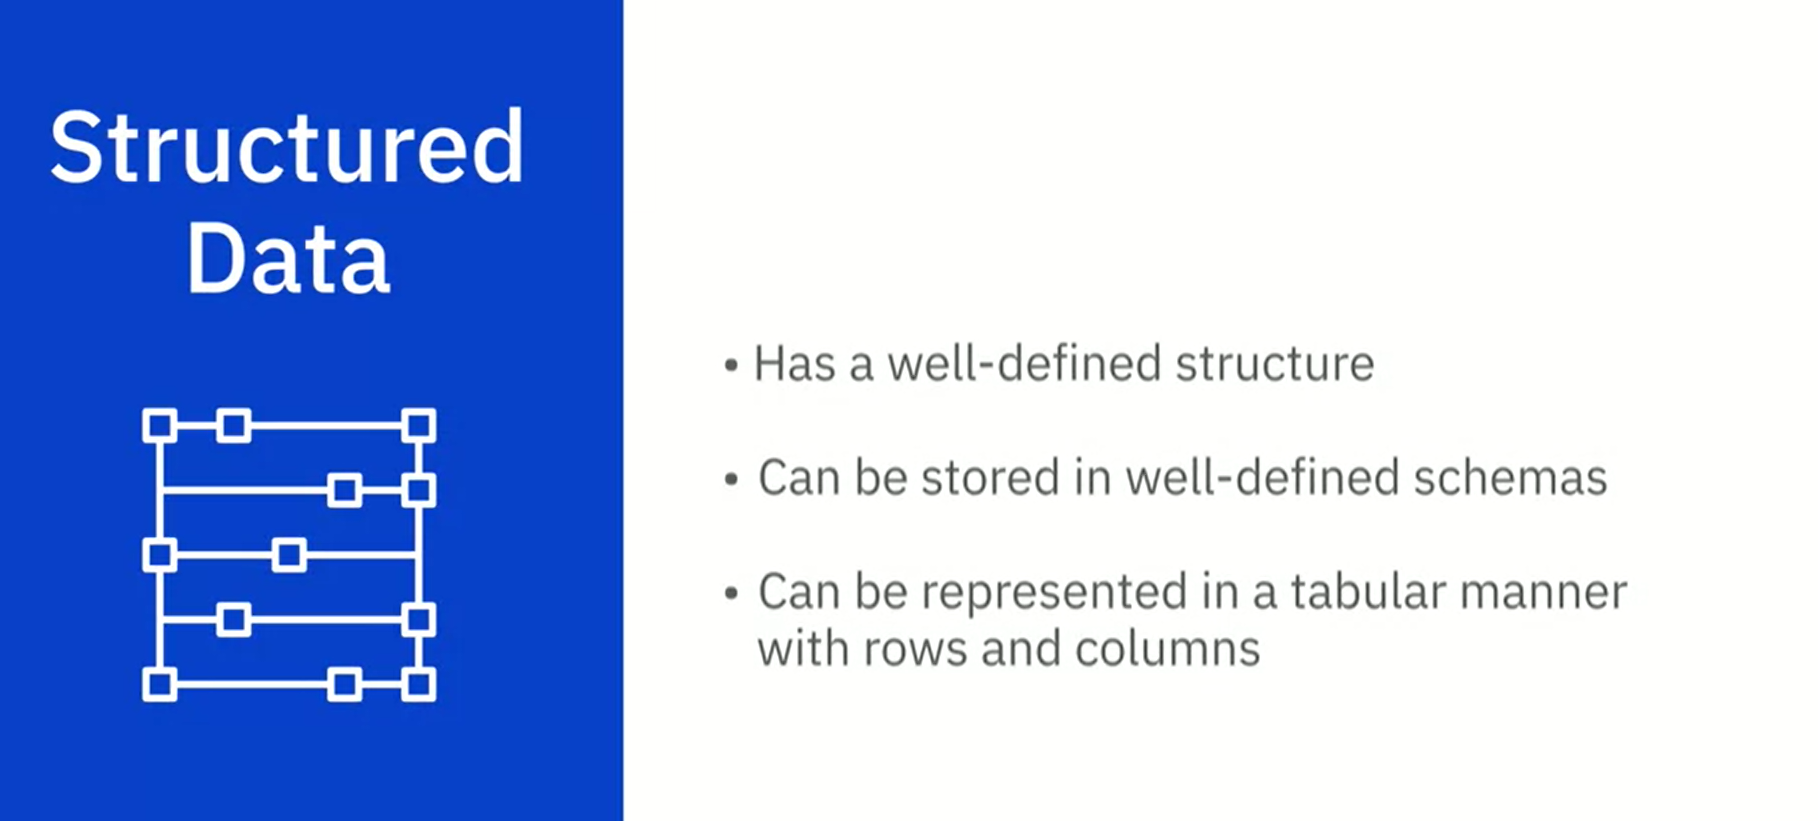 Structured
Data
• Has a well-defined structure
• Can be stored in well-defined schemas
• Can be represented in a tabular manner
with rows and columns